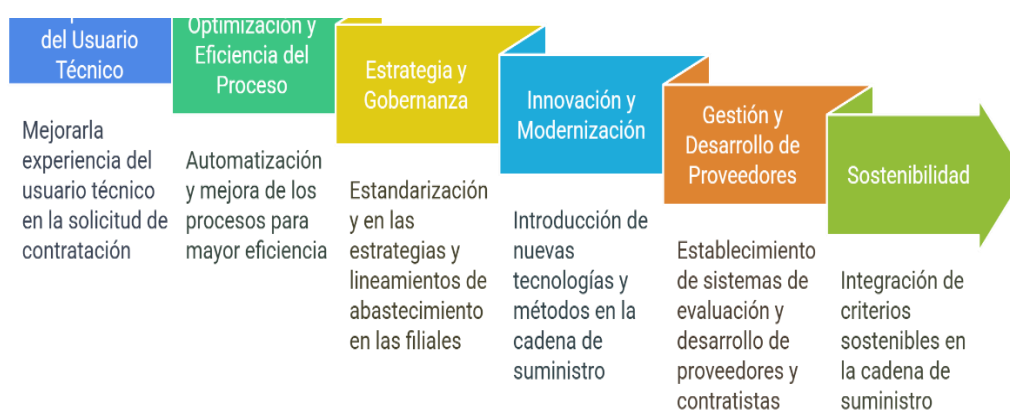 del Usuario
Técnico
Mejorarla
experiencia del
usuario técnico
en la solicitud de
contratación
Optimización y
Eficiencia del
Proceso
Automatización
y mejora de los
procesos para
mayor eficiencia
Estrategia y
Gobernanza
Estandarización
y en las
estrategias y
lineamientos de
abastecimiento
en las filiales
Innovación y
Modernización
Introducción de
nuevas
tecnologías y
métodos en la
cadena de
suministro
Gestión y
Desarrollo de
Proveedores
Establecimiento
de sistemas de
evaluación y
desarrollo de
proveedores y
contratistas
Sostenibilidad
Integración de
criterios
sostenibles en
la cadena de
suministro